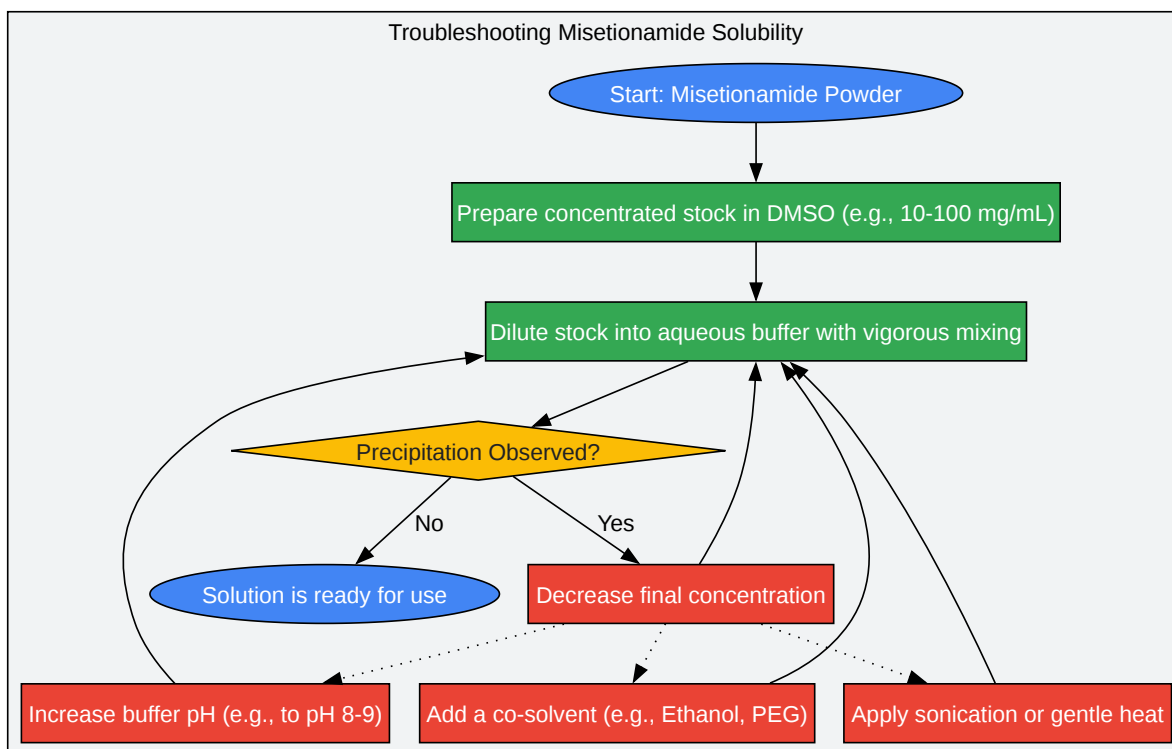 Troubleshooting Misetionamide Solubility
Start: Misetionamide Powder
Prepare concentrated stock in DMSO (e.g., 10-100 mg/mL)
Dilute stock into aqueous buffer with vigorous mixing
Precipitation Observed?
No
Yes
Solution is ready for use
Decrease final concentration
Increase buffer pH (e.g., to pH 8-9)
Add a co-solvent (e.g., Ethanol, PEG)
Apply sonication or gentle heat